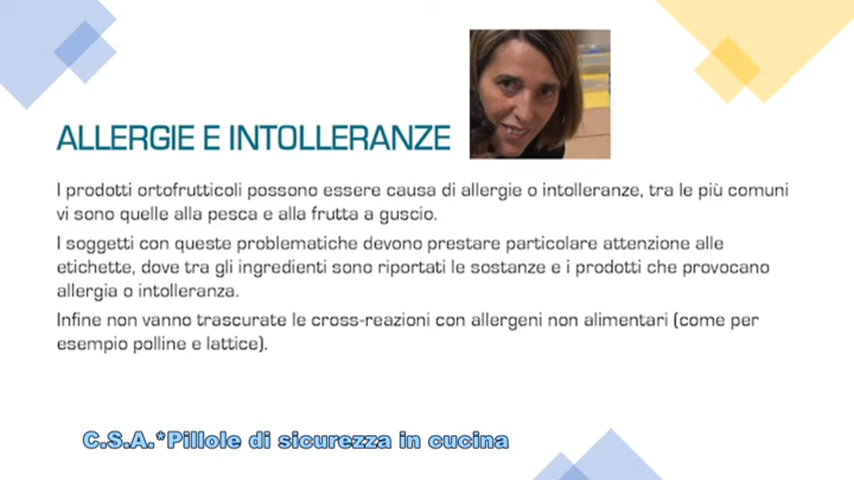 ALLERGIE E INTOLLERANZE
I prodotti ortofrutticoli possono essere causa di allergie o intolleranze, tra le più comuni
vi sono quelle alla pesca e alla frutta a guscio.
I soggetti con queste problematiche devono prestare particolare attenzione alle
etichette, dove tra gli ingredienti sono riportati le sostanze e i prodotti che provocano
allergia o intolleranza.
Infine non vanno trascurate le cross-reazioni con allergeni non alimentari (come per
esempio polline e lattice).
C.S.A.*Pillole di sicurezza in cucina